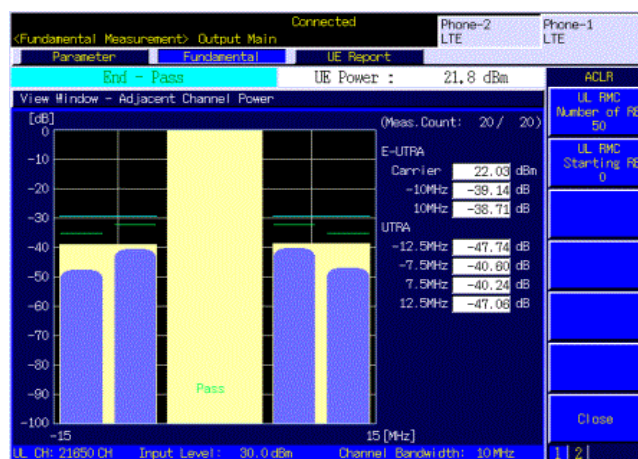 Connected
Phone-2 Phone-1
<Fundamental Measurement> Output Main LTE LTE
Parameter Fundamental UE Report
End - Pass UE Power : 21.8 dBm ACLR
View Window - Adjacent Channel Power
UL RMC
Number of RB
50
[dB] (Meas.Count: 20/ 20)
0
-10 E-UTRA
UL RMC
Starting RB
0
Carrier 22.03 dBm
-20 -10MHz -39.14 dB
10MHz -38.71 dB
-30 UTRA
-40 -12.5MHz -47.74 dB
-7.5MHz -40.60 dB
-50 7.5MHz -40.24 dB
12.5MHz -47.06 dB
-60
-70
-80
-90 Pass
-100
Close
-15 15 [MHz]
UL CH: 21650 CH Input Level: 30.0 dBm Channel Bandwidth: 10 MHz 1 2